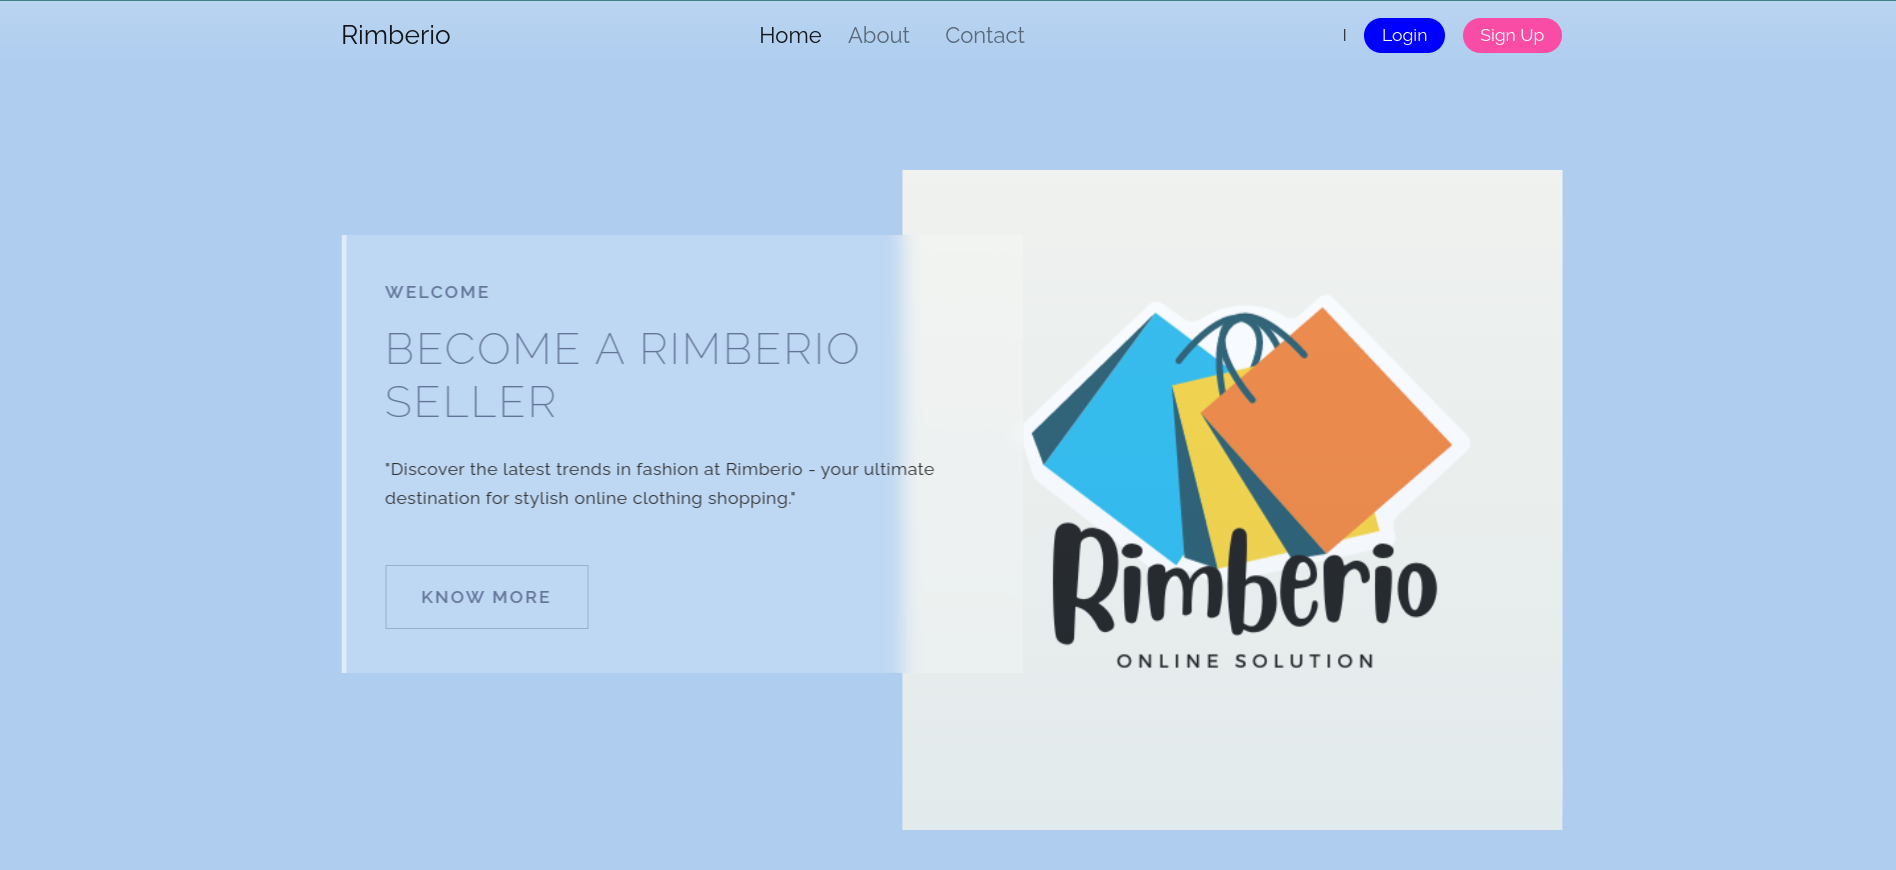 Rimberio
Home About Contact
| Login Sign Up
WELCOME
BECOME A RIMBERIO
SELLER
"Discover the latest trends in fashion at Rimberio - your ultimate
destination for stylish online clothing shopping."
KNOW MORE
Rimberio
ONLINE SOLUTION